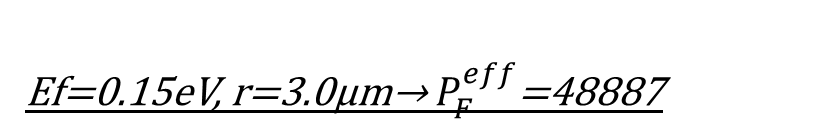 Ef=0.15eV, r=3.0μm→ P_F^eff =48887